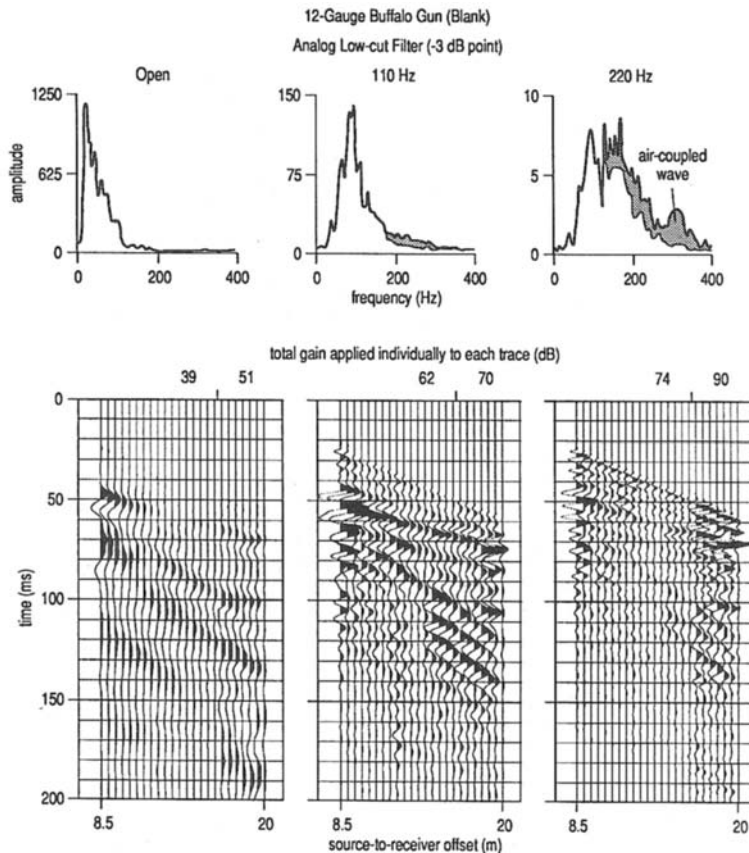 12-Gauge Buffalo Gun (Blank)
Analog Low-cut Filter (-3 dB point)
Open 110 Hz 220 Hz
amplitude
1250
625
0
0 200 400
150
75
0
0 200 400
frequency (Hz)
10
5
0
0 200 400
air-coupled
wave
total gain applied individually to each trace (dB)
39 51 62 70 74 90
time (ms)
0
50
100
150
200
8.5 20 8.5 20 8.5 20
source-to-receiver offset (m)